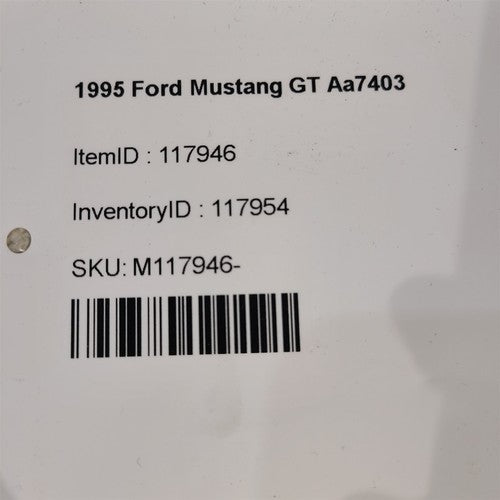 1995 Ford Mustang GT Aa7403
ItemID : 117946
InventoryID : 117954
SKU: M117946-